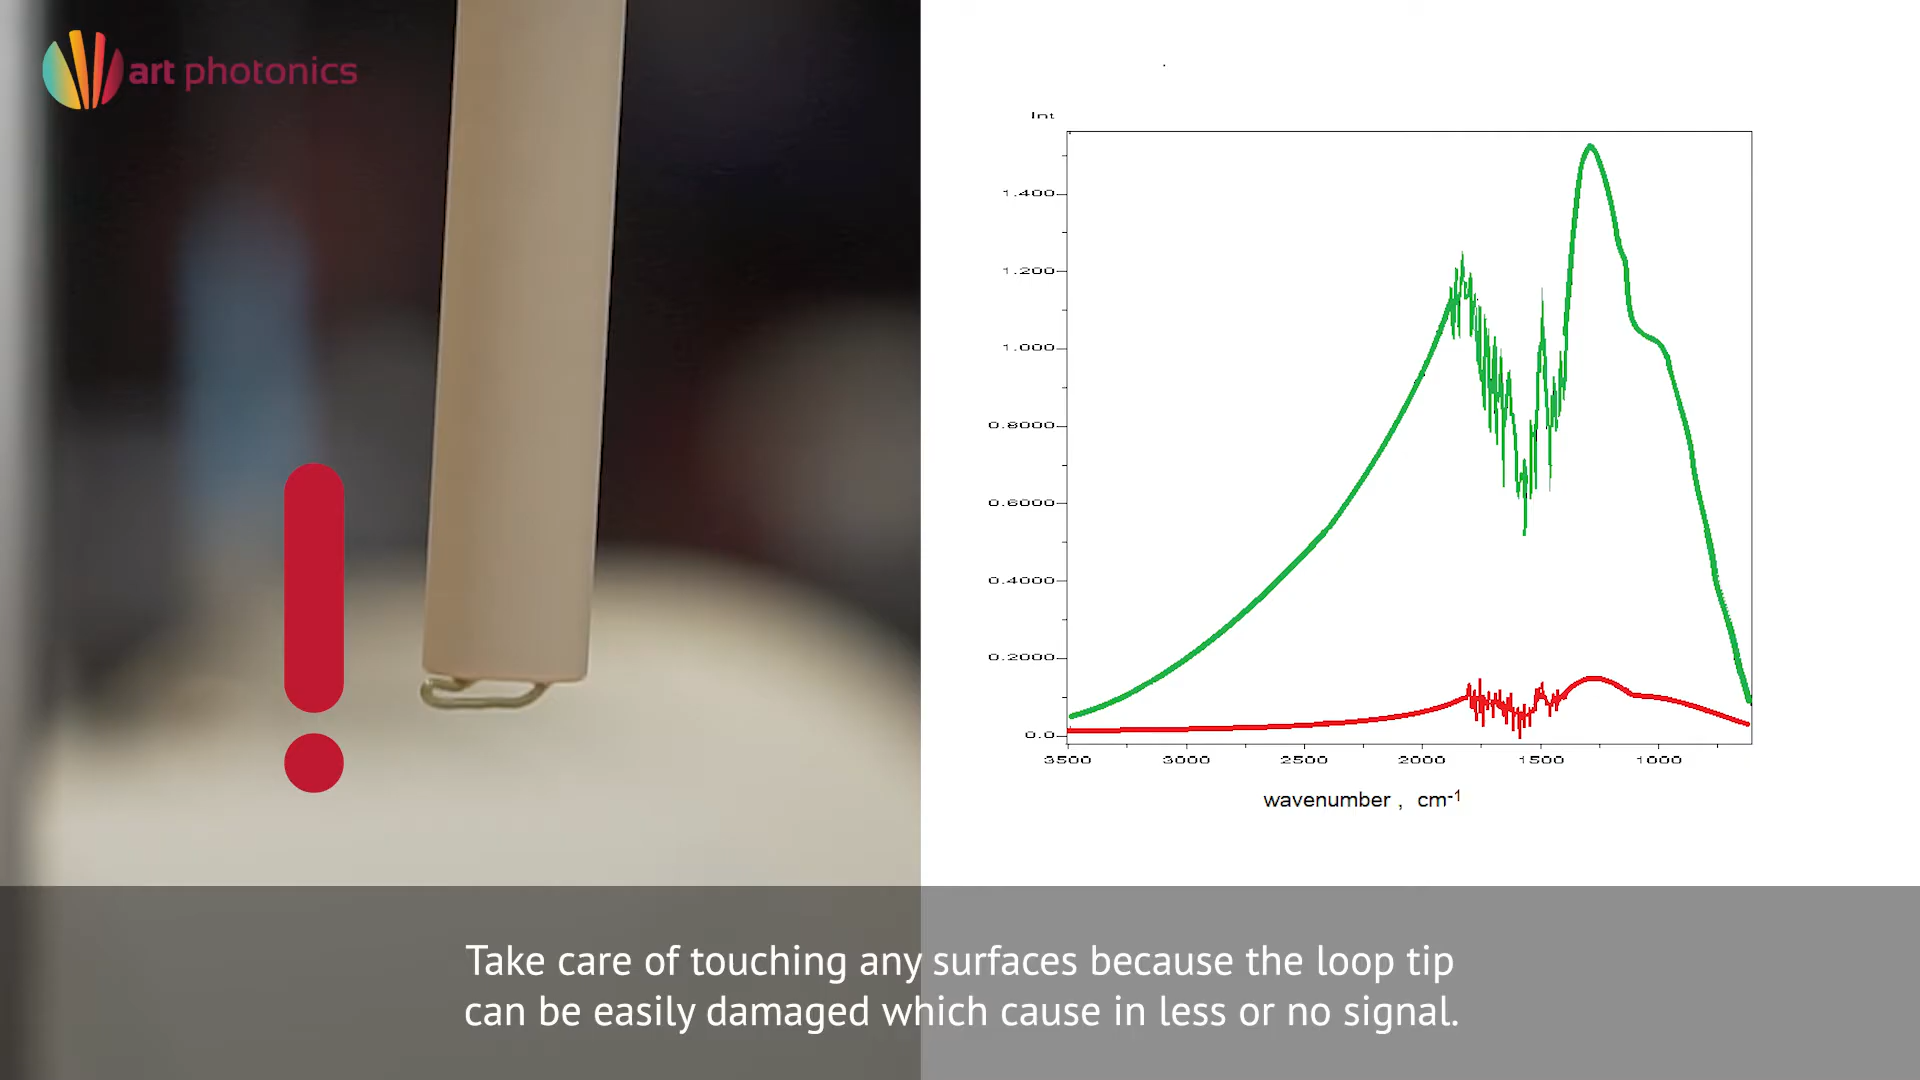 art photonics
Int
1.400
1.200
1.000
0.8000
0.6000
0.4000
0.2000
0.0
3500 3000 2500 2000 1500 1000
wavenumber , cm-1
Take care of touching any surfaces because the loop tip
can be easily damaged which cause in less or no signal.